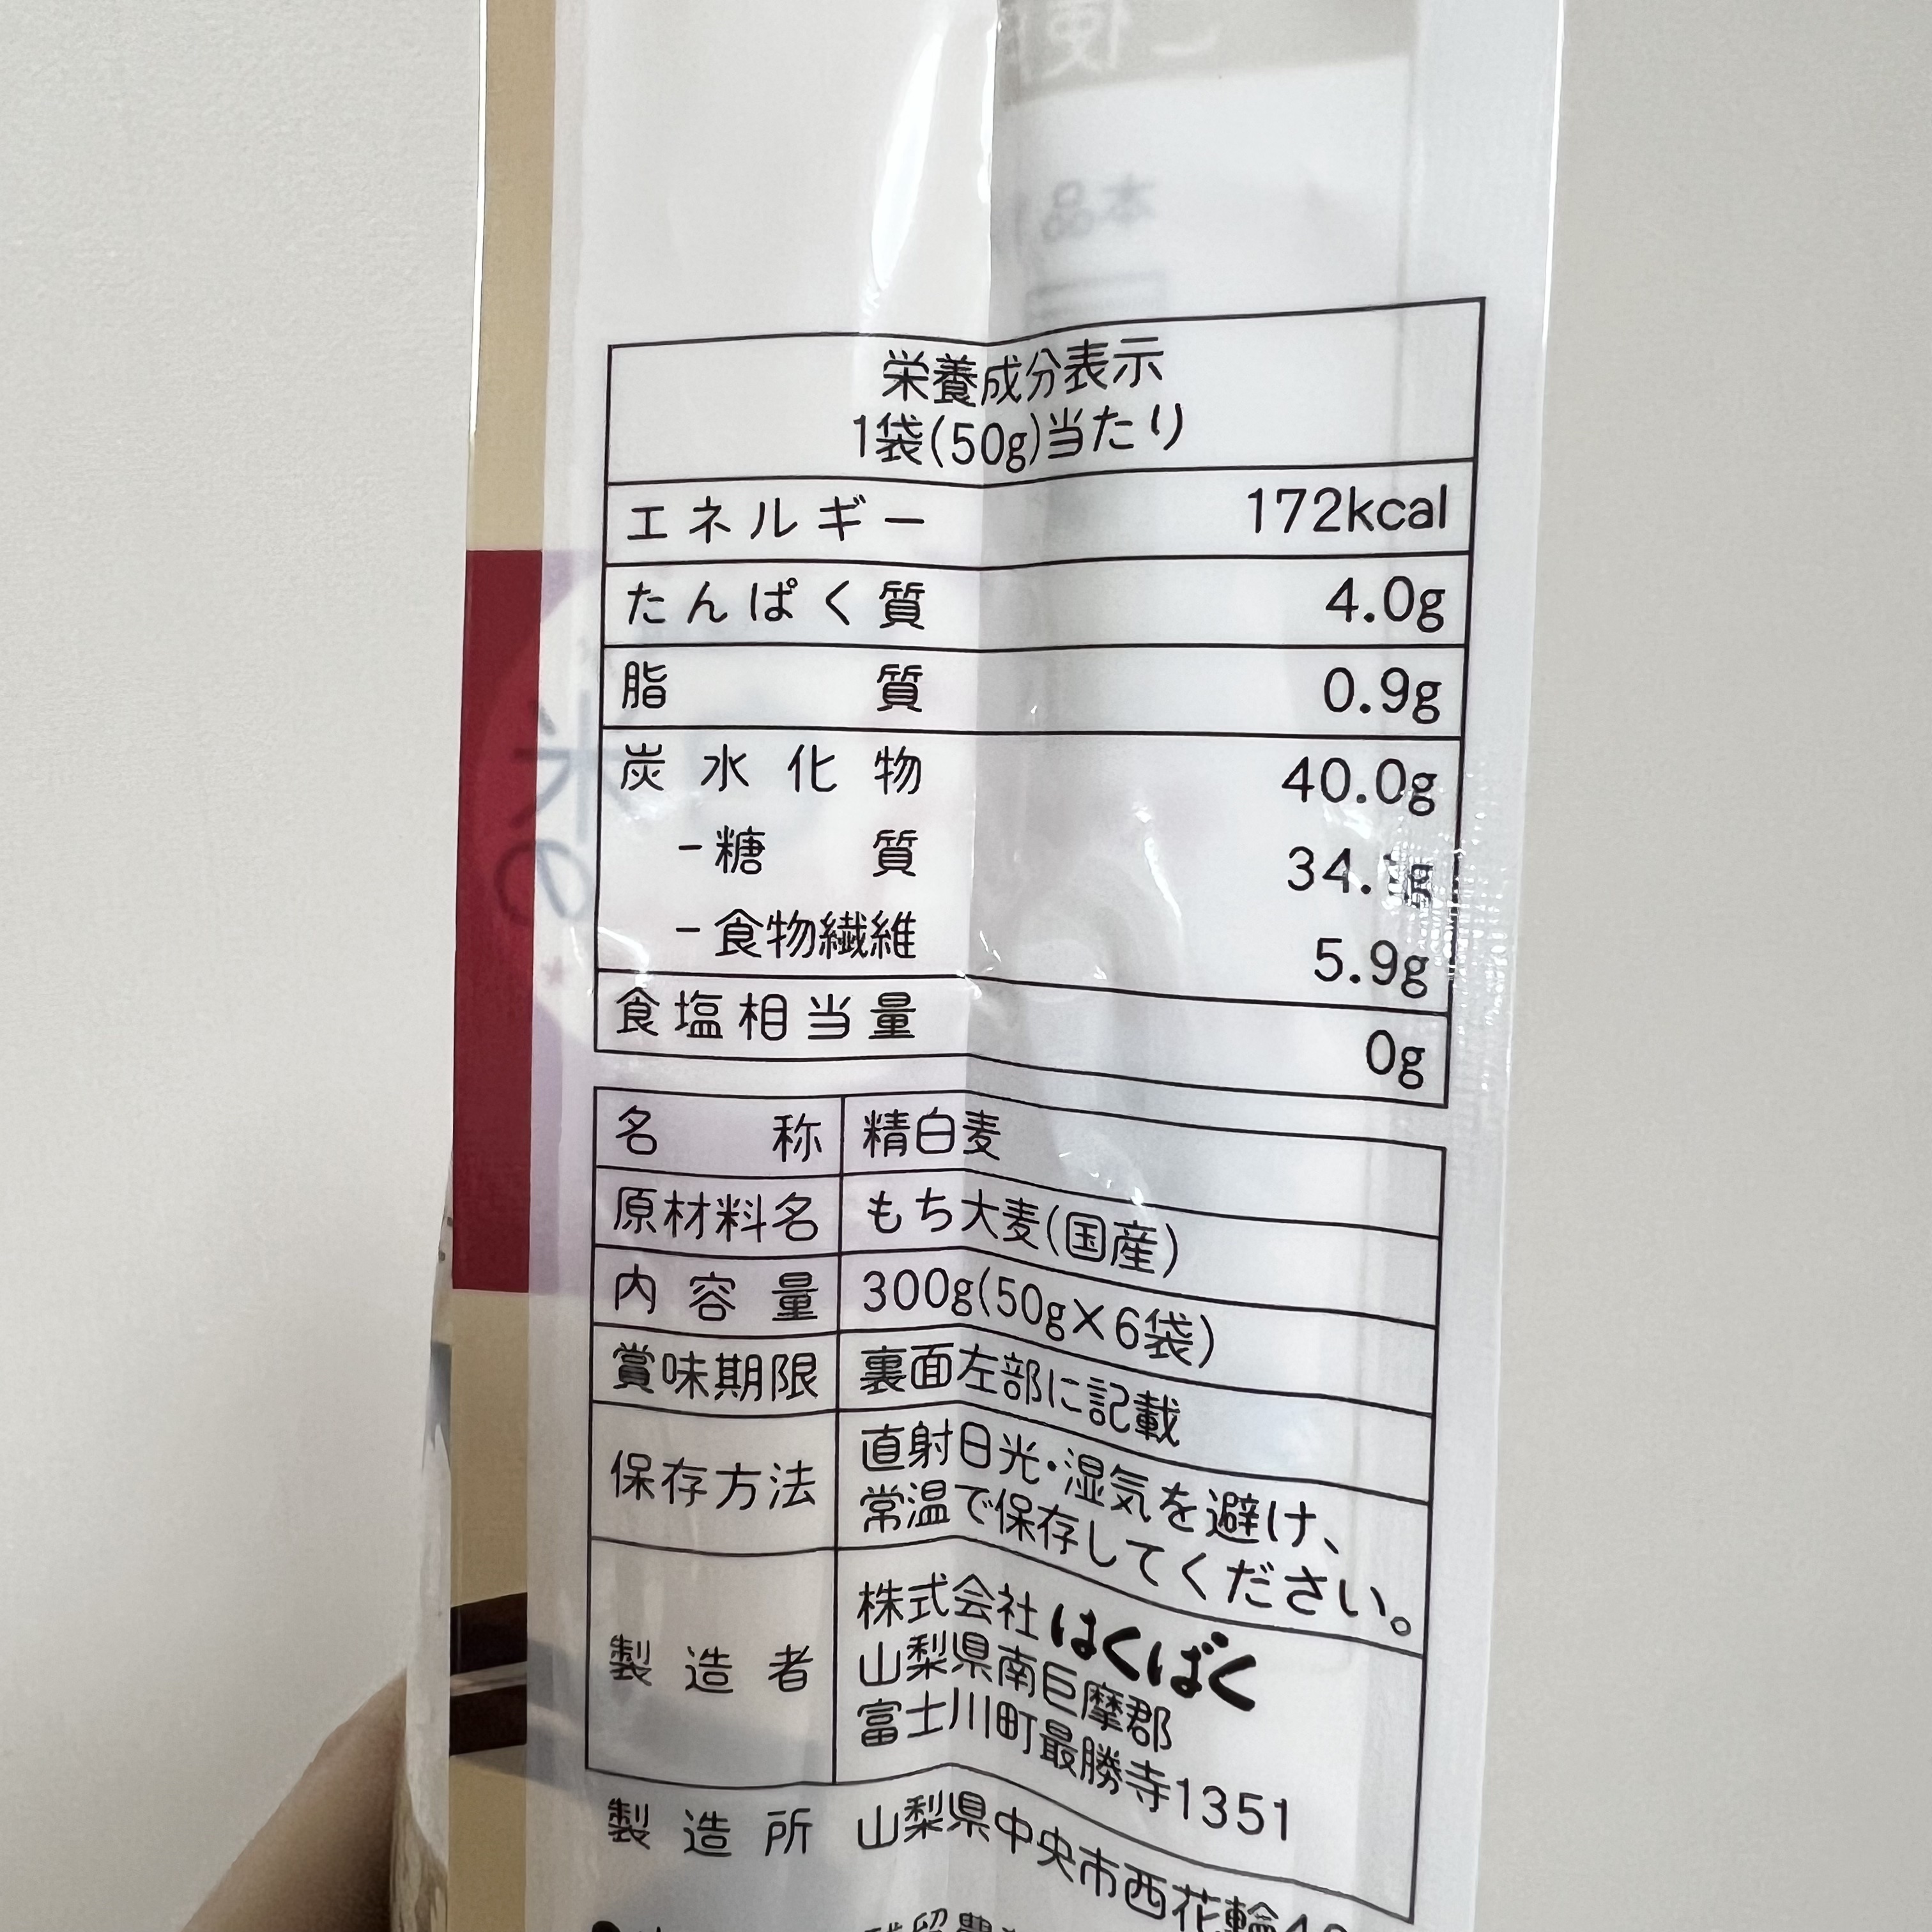 栄養成分表示
1袋(50g)当たり
エネルギー 172kcal
たんぱく質 4.0g
脂質 0.9g
炭水化物 40.0g
-糖質 34.
-食物繊維 5.9g
食塩相当量 0g
名称 精白麦
原材料名 もち大麦(国産)
内容量 300g(50g×6袋)
賞味期限 裏面左部に記載
保存方法 直射日光・湿気を避け、
常温で保存してください。
製造者 株式会社はくばく
山梨県南巨摩郡
富士川町最勝寺1351
製造所 山梨県中央市西花輪